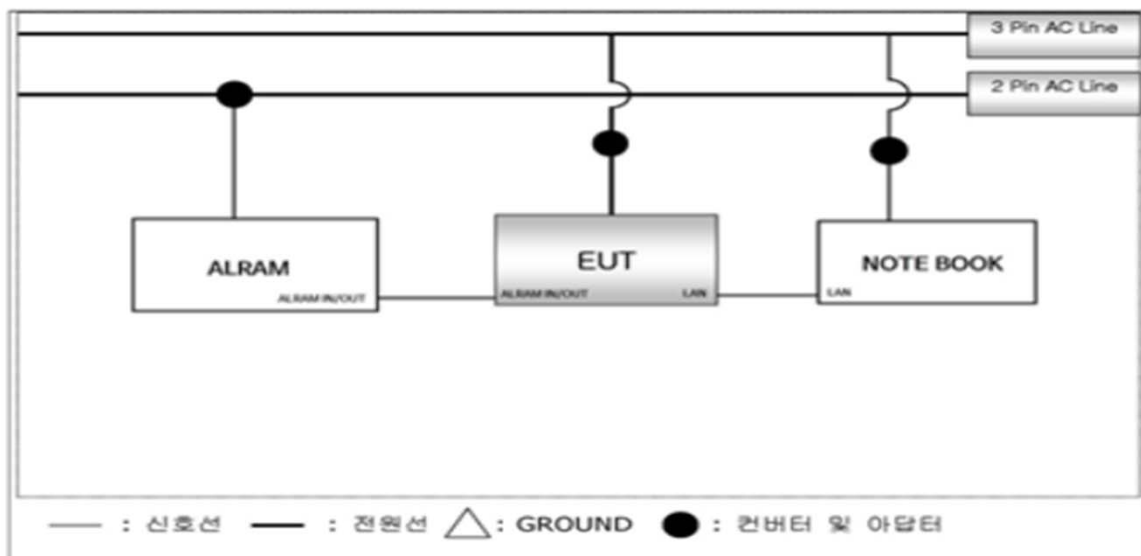 3 Pin AC Line
2 Pin AC Line
ALRAM
ALRAM IN/OUT
EUT
ALRAM IN/OUT
LAN
NOTE BOOK
LAN
: 신호선 : 전원선 : GROUND : 컨버터 및 아답터